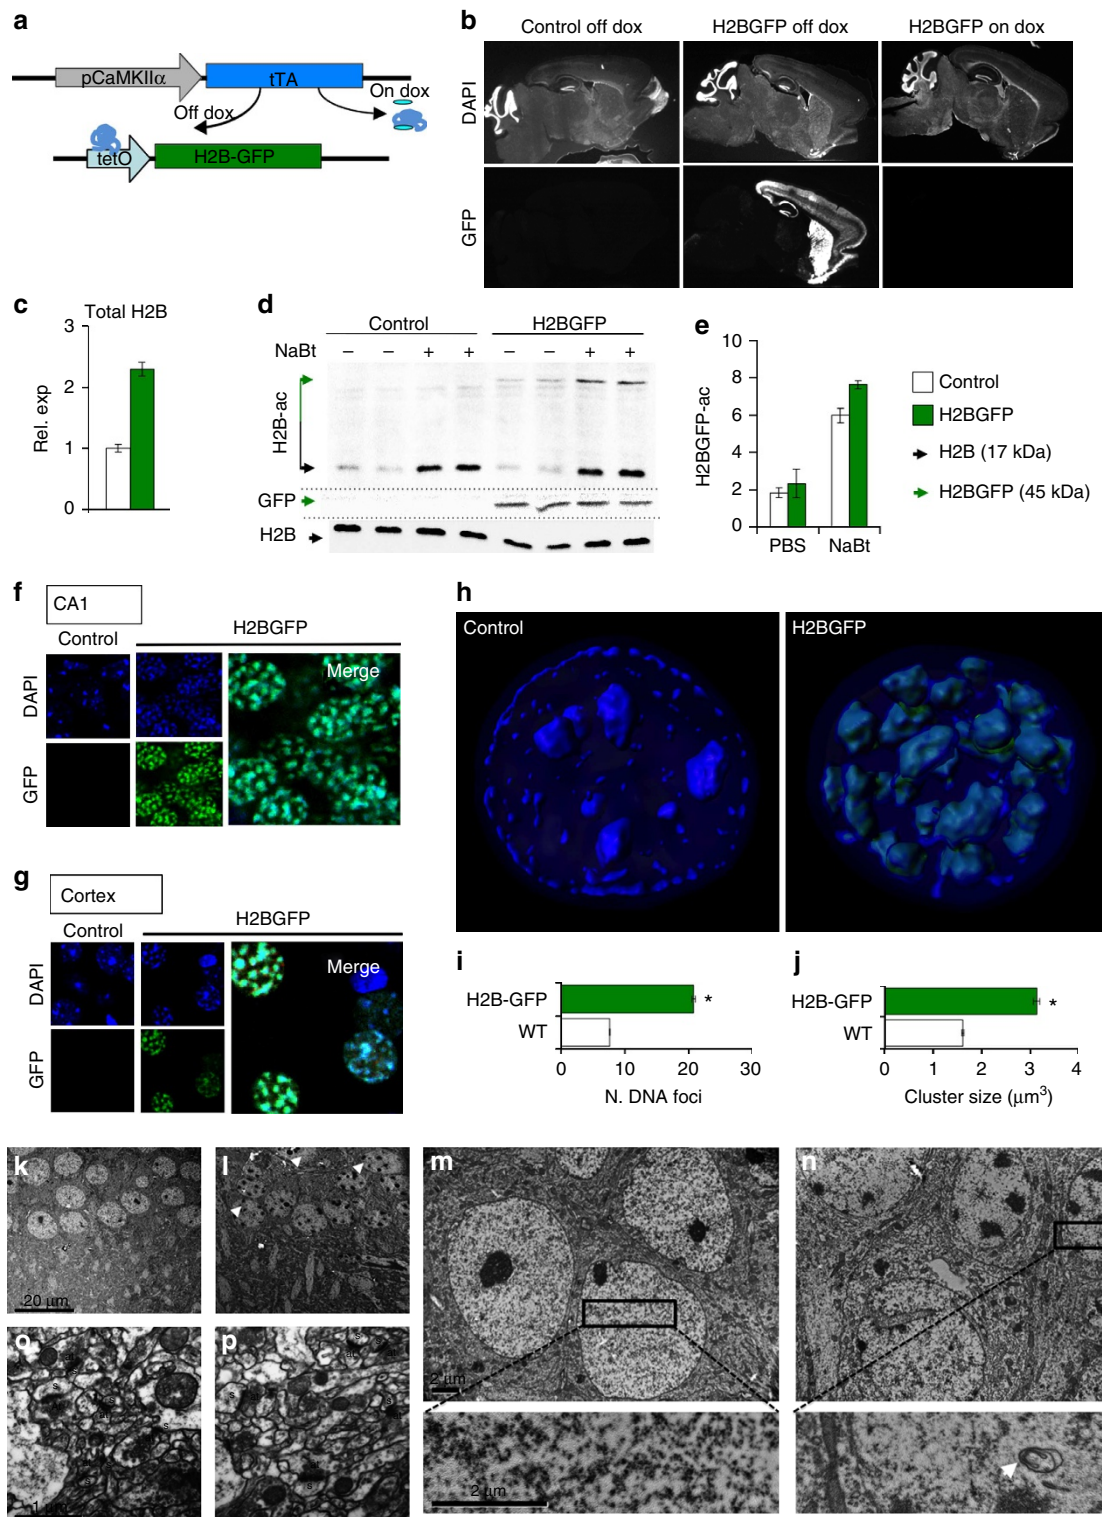 a
pCaMKIIα
tTA
On dox
Off dox
tetO
H2B-GFP
b
Control off dox
H2BGFP off dox
H2BGFP on dox
DAPI
GFP
c
Total H2B
Rel. exp
3
2
1
0
d
Control
H2BGFP
NaBt
– – + + – – + +
H2B-ac
GFP
H2B
e
H2BGFP-ac
10
8
6
4
2
0
PBS
NaBt
Control
H2BGFP
H2B (17 kDa)
H2BGFP (45 kDa)
f
CA1
Control
H2BGFP
DAPI
GFP
Merge
g
Cortex
Control
H2BGFP
DAPI
GFP
Merge
h
Control
H2BGFP
i
H2B-GFP
*
WT
0 10 20 30
N. DNA foci
j
H2B-GFP
*
WT
0 1 2 3 4
Cluster size (μm³)
k
20 μm
l
m
2 μm
2 μm
n
o
1 μm
p